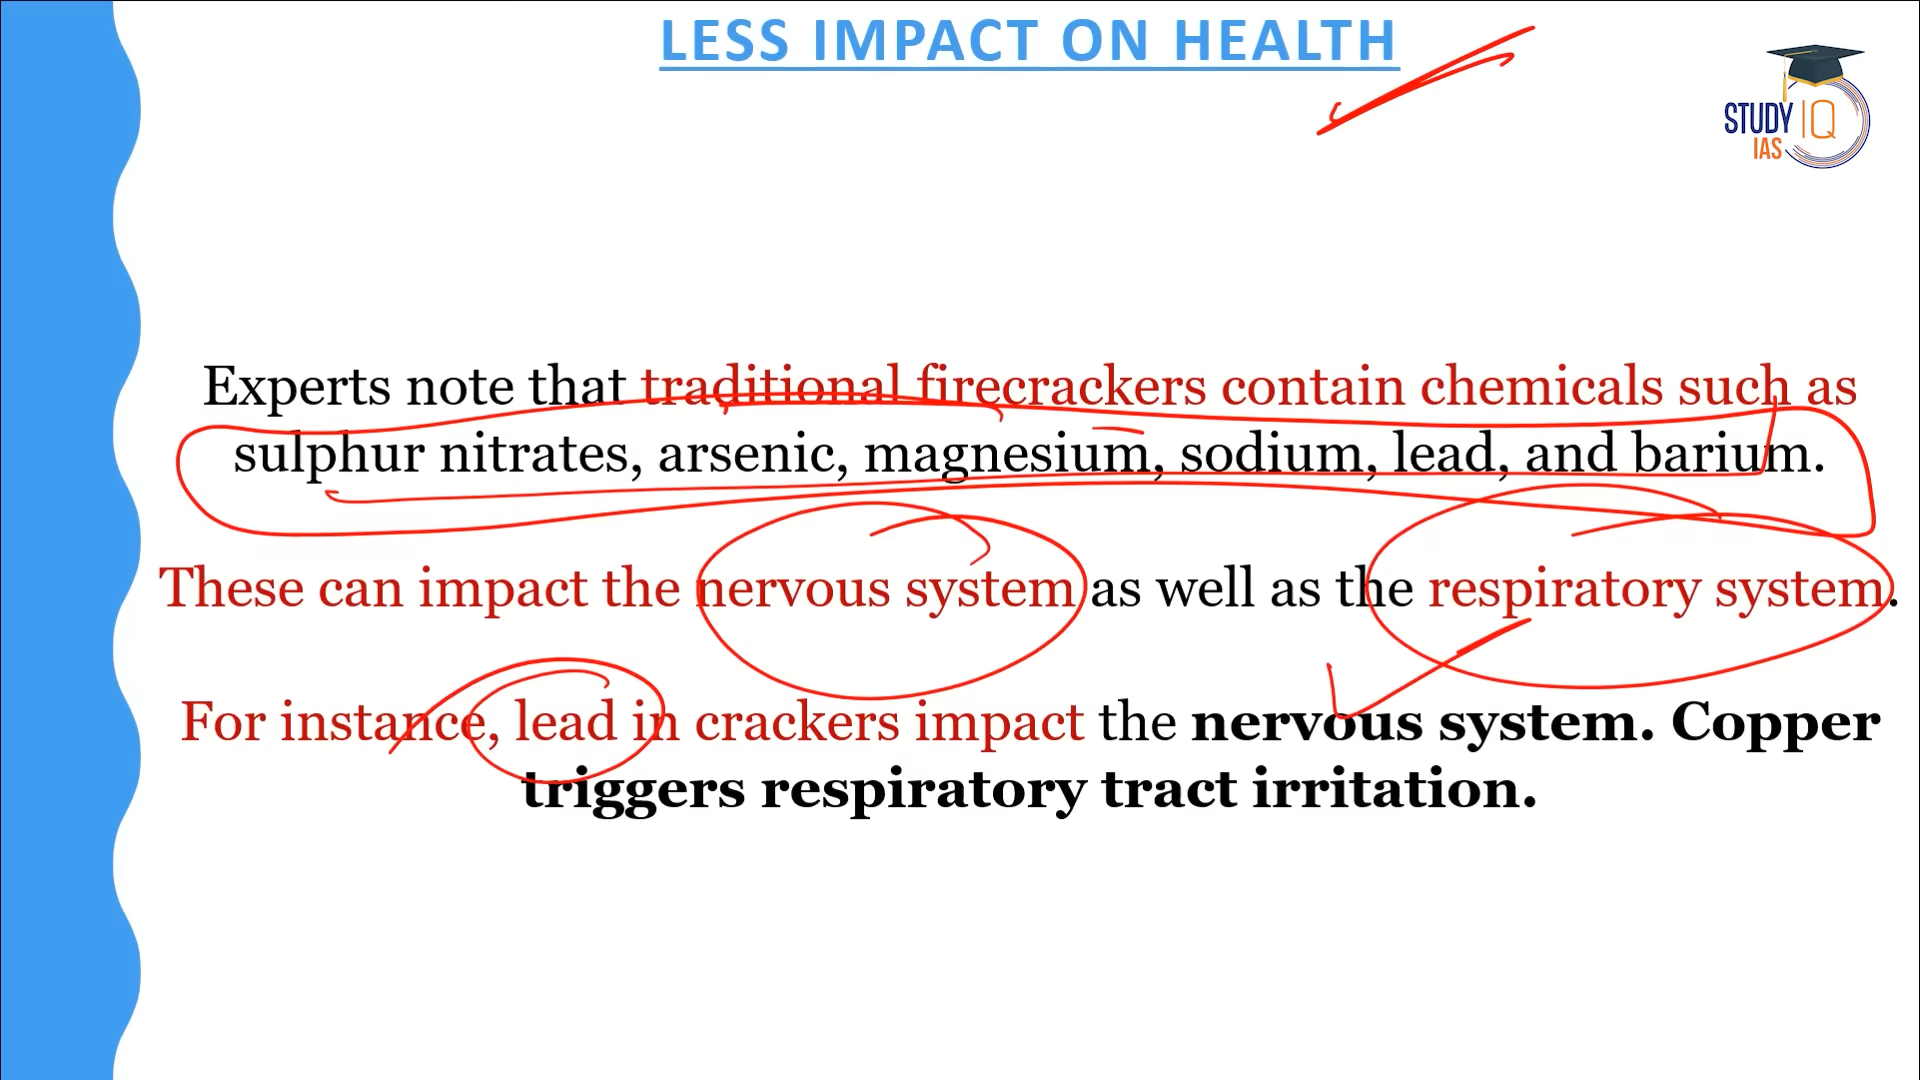 LESS IMPACT ON HEALTH
STUDY IQ
IAS
Experts note that traditional firecrackers contain chemicals such as
sulphur nitrates, arsenic, magnesium, sodium, lead, and barium.
These can impact the nervous system as well as the respiratory system.
For instance, lead in crackers impact the nervous system. Copper
triggers respiratory tract irritation.